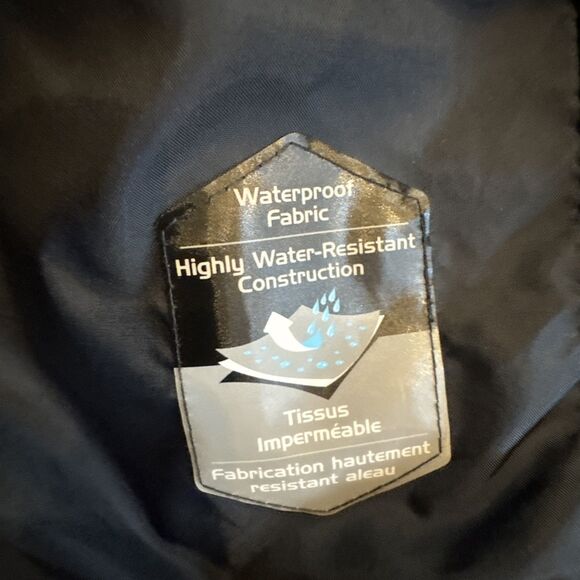 Waterproof
Fabric
Highly Water-Resistant
Construction
Tissus
Imperméable
Fabrication hautement
resistant aleau